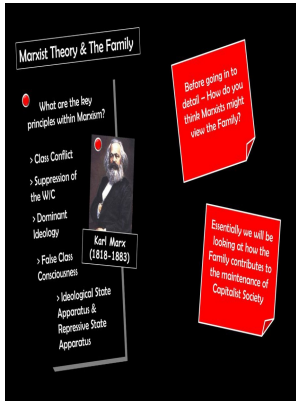 Marxist Theory & The Family
What are the key
principles within Marxism?
> Class Conflict
> Suppression of
the W/C
> Dominant
Ideology
> False Class
Consciousness
> Ideological State
Apparatus &
Repressive State
Apparatus
Karl Marx
(1818-1883)
Before going in to
detail – How do you
think Marxists might
view the Family?
Essentially we will be
looking at how the
Family contributes to
the maintenance of
Capitalist Society